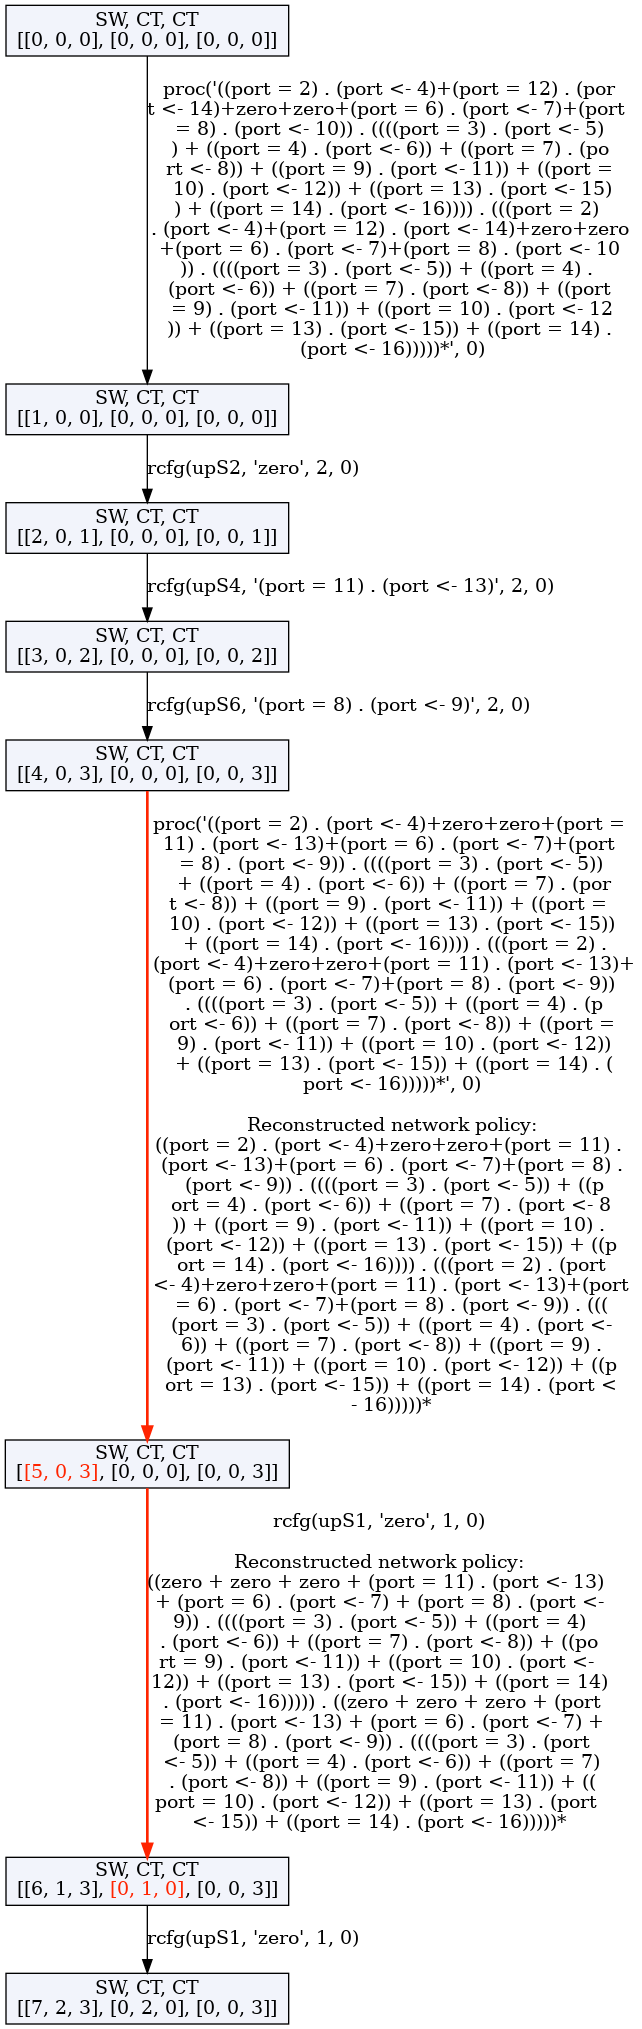 SW, CT, CT
[[0, 0, 0], [0, 0, 0], [0, 0, 0]]
proc('((port = 2) . (port <- 4)+(port = 12) . (por
t <- 14)+zero+zero+(port = 6) . (port <- 7)+(port
= 8) . (port <- 10)) . ((((port = 3) . (port <- 5)
) + ((port = 4) . (port <- 6)) + ((port = 7) . (po
rt <- 8)) + ((port = 9) . (port <- 11)) + ((port =
10) . (port <- 12)) + ((port = 13) . (port <- 15)
) + ((port = 14) . (port <- 16)))) . (((port = 2)
. (port <- 4)+(port = 12) . (port <- 14)+zero+zero
+(port = 6) . (port <- 7)+(port = 8) . (port <- 10
)) . ((((port = 3) . (port <- 5)) + ((port = 4) .
(port <- 6)) + ((port = 7) . (port <- 8)) + ((port
= 9) . (port <- 11)) + ((port = 10) . (port <- 12
)) + ((port = 13) . (port <- 15)) + ((port = 14) .
(port <- 16)))))*', 0)
SW, CT, CT
[[1, 0, 0], [0, 0, 0], [0, 0, 0]]
rcfg(upS2, 'zero', 2, 0)
SW, CT, CT
[[2, 0, 1], [0, 0, 0], [0, 0, 1]]
rcfg(upS4, '(port = 11) . (port <- 13)', 2, 0)
SW, CT, CT
[[3, 0, 2], [0, 0, 0], [0, 0, 2]]
rcfg(upS6, '(port = 8) . (port <- 9)', 2, 0)
SW, CT, CT
[[4, 0, 3], [0, 0, 0], [0, 0, 3]]
proc('((port = 2) . (port <- 4)+zero+zero+(port =
11) . (port <- 13)+(port = 6) . (port <- 7)+(port
= 8) . (port <- 9)) . ((((port = 3) . (port <- 5))
+ ((port = 4) . (port <- 6)) + ((port = 7) . (por
t <- 8)) + ((port = 9) . (port <- 11)) + ((port =
10) . (port <- 12)) + ((port = 13) . (port <- 15))
+ ((port = 14) . (port <- 16)))) . (((port = 2) .
(port <- 4)+zero+zero+(port = 11) . (port <- 13)+
(port = 6) . (port <- 7)+(port = 8) . (port <- 9))
. ((((port = 3) . (port <- 5)) + ((port = 4) . (p
ort <- 6)) + ((port = 7) . (port <- 8)) + ((port =
9) . (port <- 11)) + ((port = 10) . (port <- 12))
+ ((port = 13) . (port <- 15)) + ((port = 14) . (
port <- 16)))))*', 0)
Reconstructed network policy:
((port = 2) . (port <- 4)+zero+zero+(port = 11) .
(port <- 13)+(port = 6) . (port <- 7)+(port = 8) .
(port <- 9)) . ((((port = 3) . (port <- 5)) + ((p
ort = 4) . (port <- 6)) + ((port = 7) . (port <- 8
)) + ((port = 9) . (port <- 11)) + ((port = 10) .
(port <- 12)) + ((port = 13) . (port <- 15)) + ((p
ort = 14) . (port <- 16)))) . (((port = 2) . (port
<- 4)+zero+zero+(port = 11) . (port <- 13)+(port
= 6) . (port <- 7)+(port = 8) . (port <- 9)) . (((
(port = 3) . (port <- 5)) + ((port = 4) . (port <-
6)) + ((port = 7) . (port <- 8)) + ((port = 9) .
(port <- 11)) + ((port = 10) . (port <- 12)) + ((p
ort = 13) . (port <- 15)) + ((port = 14) . (port <
- 16)))))*
SW, CT, CT
[[5, 0, 3], [0, 0, 0], [0, 0, 3]]
rcfg(upS1, 'zero', 1, 0)
Reconstructed network policy:
((zero + zero + zero + (port = 11) . (port <- 13)
+ (port = 6) . (port <- 7) + (port = 8) . (port <-
9)) . ((((port = 3) . (port <- 5)) + ((port = 4)
. (port <- 6)) + ((port = 7) . (port <- 8)) + ((po
rt = 9) . (port <- 11)) + ((port = 10) . (port <-
12)) + ((port = 13) . (port <- 15)) + ((port = 14)
. (port <- 16))))) . ((zero + zero + zero + (port
= 11) . (port <- 13) + (port = 6) . (port <- 7) +
(port = 8) . (port <- 9)) . ((((port = 3) . (port
<- 5)) + ((port = 4) . (port <- 6)) + ((port = 7)
. (port <- 8)) + ((port = 9) . (port <- 11)) + ((
port = 10) . (port <- 12)) + ((port = 13) . (port
<- 15)) + ((port = 14) . (port <- 16)))))*
SW, CT, CT
[[6, 1, 3], [0, 1, 0], [0, 0, 3]]
rcfg(upS1, 'zero', 1, 0)
SW, CT, CT
[[7, 2, 3], [0, 2, 0], [0, 0, 3]]